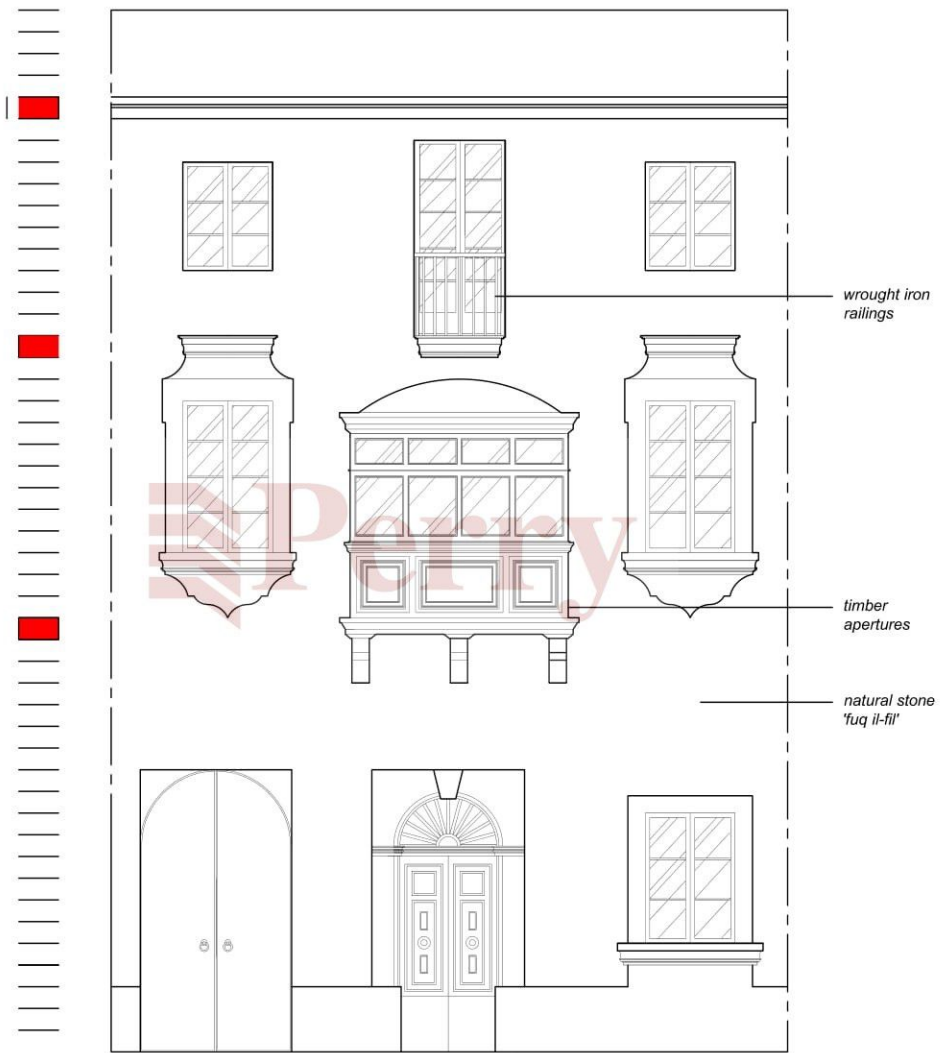 wrought iron
railings
Perry
timber
apertures
natural stone
'fuq il-fil'